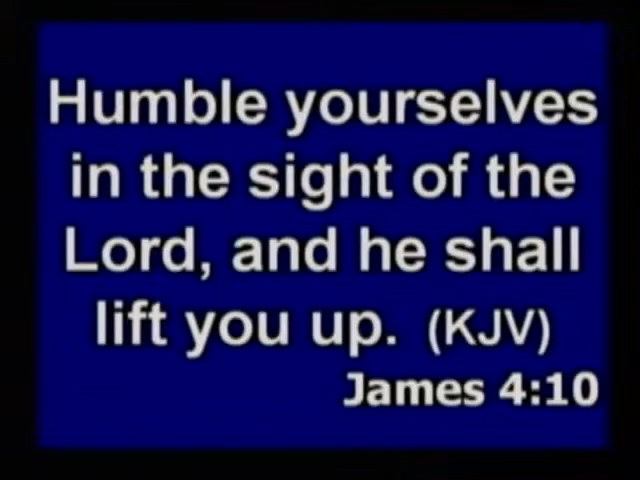 Humble yourselves
in the sight of the
Lord, and he shall
lift you up. (KJV)
James 4:10